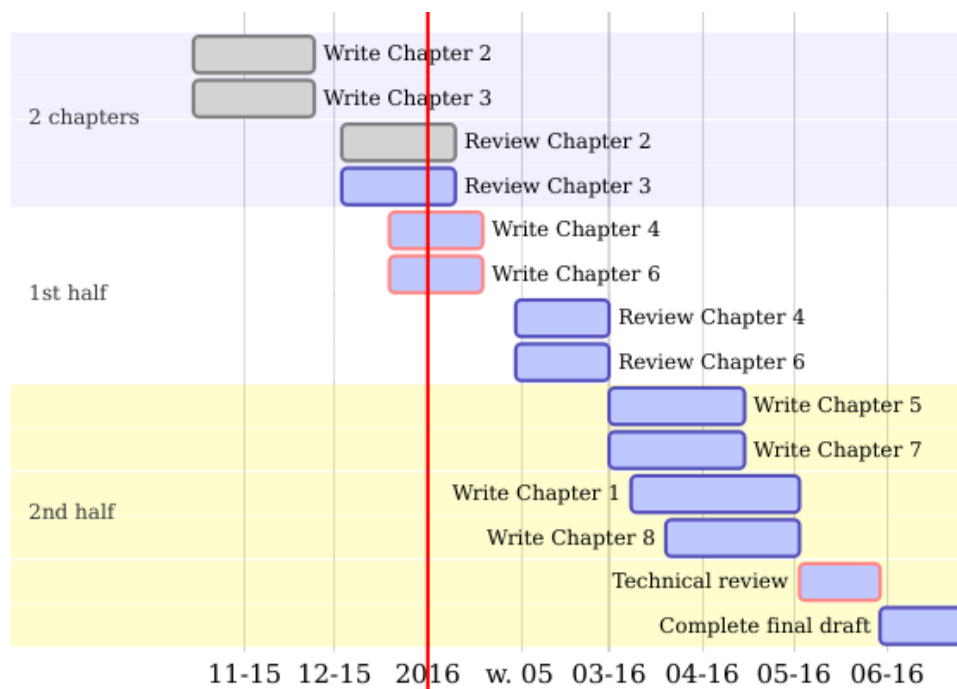 Write Chapter 2
Write Chapter 3
2 chapters
Review Chapter 2
Review Chapter 3
Write Chapter 4
Write Chapter 6
1st half
Review Chapter 4
Review Chapter 6
Write Chapter 5
Write Chapter 7
Write Chapter 1
2nd half
Write Chapter 8
Technical review
Complete final draft
11-15 12-15 2016 w. 05 03-16 04-16 05-16 06-16